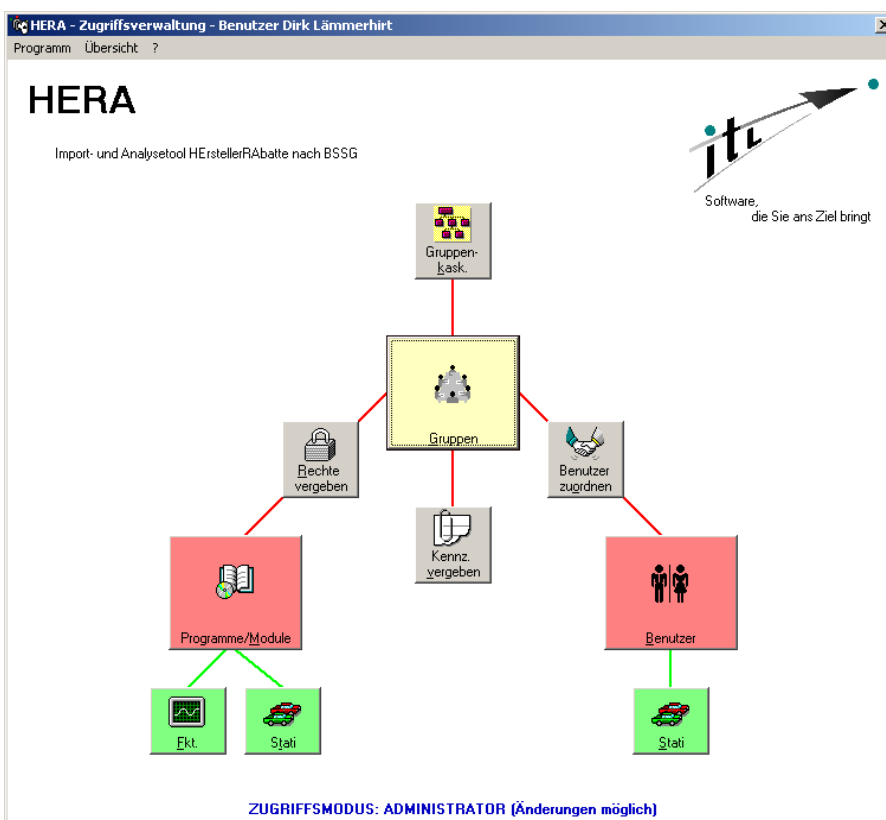 HERA - Zugriffsverwaltung - Benutzer Dirk Lämmerhirt
Programm Übersicht ?
HERA
Import- und Analysetool HErstellerRAbatte nach BSSG
itl
Software,
die Sie ans Ziel bringt
Gruppen-
kask.
Gruppen
Rechte
vergeben
Benutzer
zuordnen
Kennz.
vergeben
Programme/Module
Benutzer
Fkt.
Stati
Stati
ZUGRIFFSMODUS: ADMINISTRATOR (Änderungen möglich)